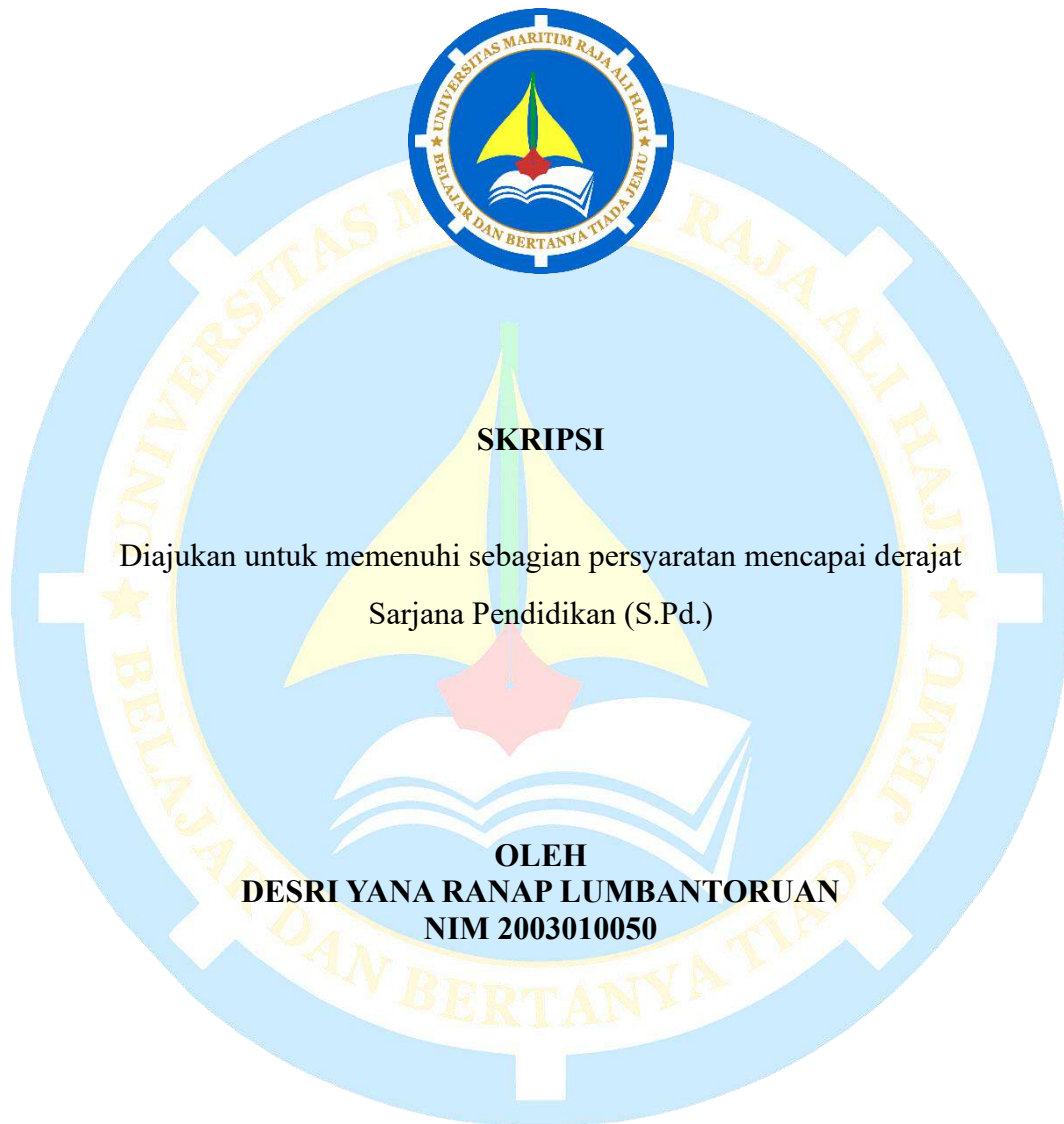 UNIVERSITAS MARITIM RAJA ALI HAJI
BELAJAR DAN BERTANYA TIADA JEMU
SKRIPSI
Diajukan untuk memenuhi sebagian persyaratan mencapai derajat
Sarjana Pendidikan (S.Pd.)
OLEH
DESRI YANA RANAP LUMBANTORUAN
NIM 2003010050